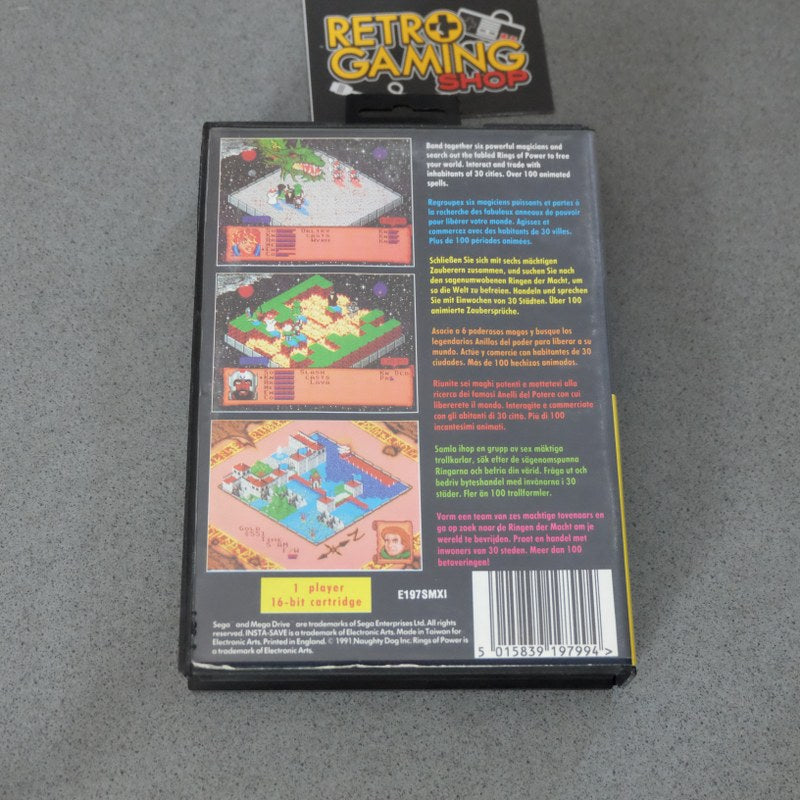 RETRO
GAMING
SHOP
Band together six powerful magicians and
search out the fabled Rings of Power to free
your world. Interact and trade with
inhabitants of 30 cities. Over 100 animated
spells.
Regroupez six magiciens puissants et partez à
la recherche des fabuleux anneaux de pouvoir
pour libérer votre monde. Agissez et
commercez avec des habitants de 30 villes.
Plus de 100 périodes animées.
Schließen Sie sich mit sechs mächtigen
Zauberern zusammen, und suchen Sie nach
den sagenumwobenen Ringen der Macht, um
so die Welt zu befreien. Handeln und sprechen
Sie mit Einwochen von 30 Städten. Über 100
animierte Zaubersprüche.
Asocie a 6 poderosos magos y busque los
legendarios Anillos del poder para liberar a su
mundo. Actúe y comercie con habitantes de 30
ciudades. Más de 100 hechizos animados.
Riunite sei maghi potenti e mettetevi alla
ricerca dei famosi Anelli del Potere con cui
libererete il mondo. Interagite e commerciate
con gli abitanti di 30 città. Più di 100
incantesimi animati.
Samla ihop en grupp av sex mäktiga
trollkarlar, sök efter de sägenomspunna
Ringarna och befria din värld. Fråga ut och
bedriv byteshandel med invånarna i 30
städer. Fler än 100 trollformler.
Vorm een team van zes machtige tovenaars en
ga op zoek naar de Ringen der Macht om je
wereld te bevrijden. Praat en handel met
inwoners van 30 steden. Meer dan 100
betoveringen!
CASTS
SLASH
CASTS
LAVA
GOLD
TIME
5 AM
N
1 player
16-bit cartridge
E197SMXI
Sega and Mega Drive are trademarks of Sega Enterprises Ltd. All rights
reserved. INSTA-SAVE is a trademark of Electronic Arts. Made in Taiwan for
Electronic Arts. Printed in England. © 1991 Naughty Dog Inc. Rings of Power is
a trademark of Electronic Arts.
5 015839 197994 >